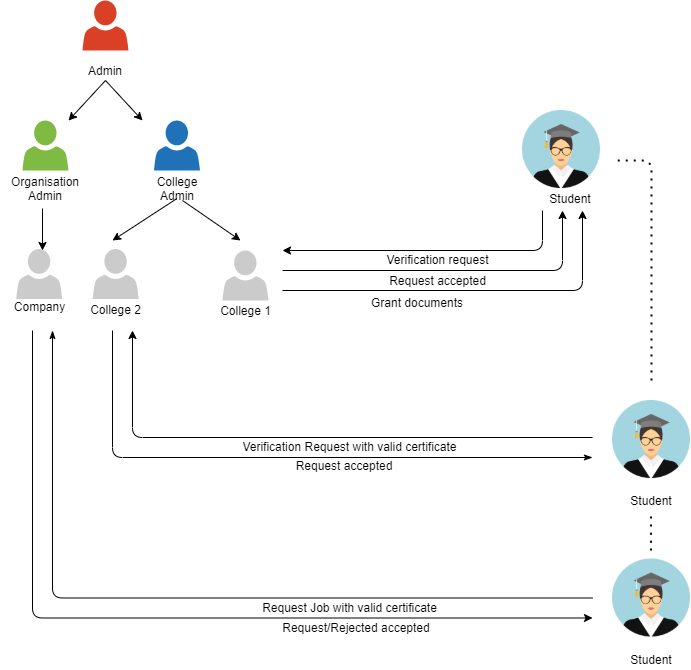 Admin
Organisation
Admin
College
Admin
Student
Verification request
Request accepted
Grant documents
Company
College 2
College 1
Verification Request with valid certificate
Request accepted
Student
Request Job with valid certificate
Request/Rejected accepted
Student